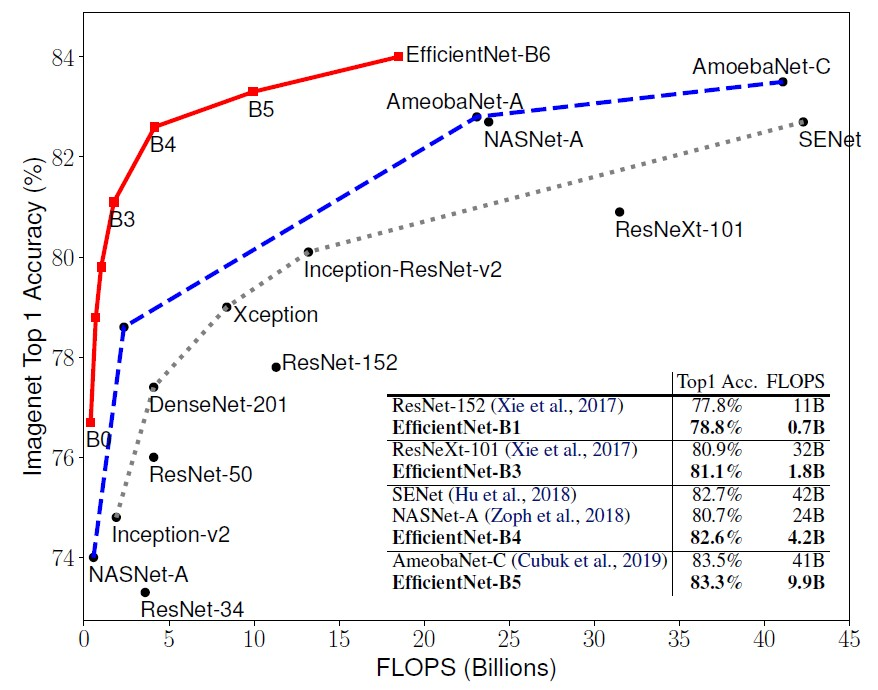 84
82
80
78
76
74
Imagenet Top 1 Accuracy (%)
EfficientNet-B6
AmoebaNet-C
AmeobaNet-A
B5
NASNet-A
B4
SENet
B3
ResNeXt-101
Inception-ResNet-v2
Xception
ResNet-152
DenseNet-201
B0
ResNet-50
Inception-v2
NASNet-A
ResNet-34
Top1 Acc. FLOPS
ResNet-152 (Xie et al., 2017) 77.8% 11B
EfficientNet-B1 78.8% 0.7B
ResNeXt-101 (Xie et al., 2017) 80.9% 32B
EfficientNet-B3 81.1% 1.8B
SENet (Hu et al., 2018) 82.7% 42B
NASNet-A (Zoph et al., 2018) 80.7% 24B
EfficientNet-B4 82.6% 4.2B
AmeobaNet-C (Cubuk et al., 2019) 83.5% 41B
EfficientNet-B5 83.3% 9.9B
0 5 10 15 20 25 30 35 40 45
FLOPS (Billions)